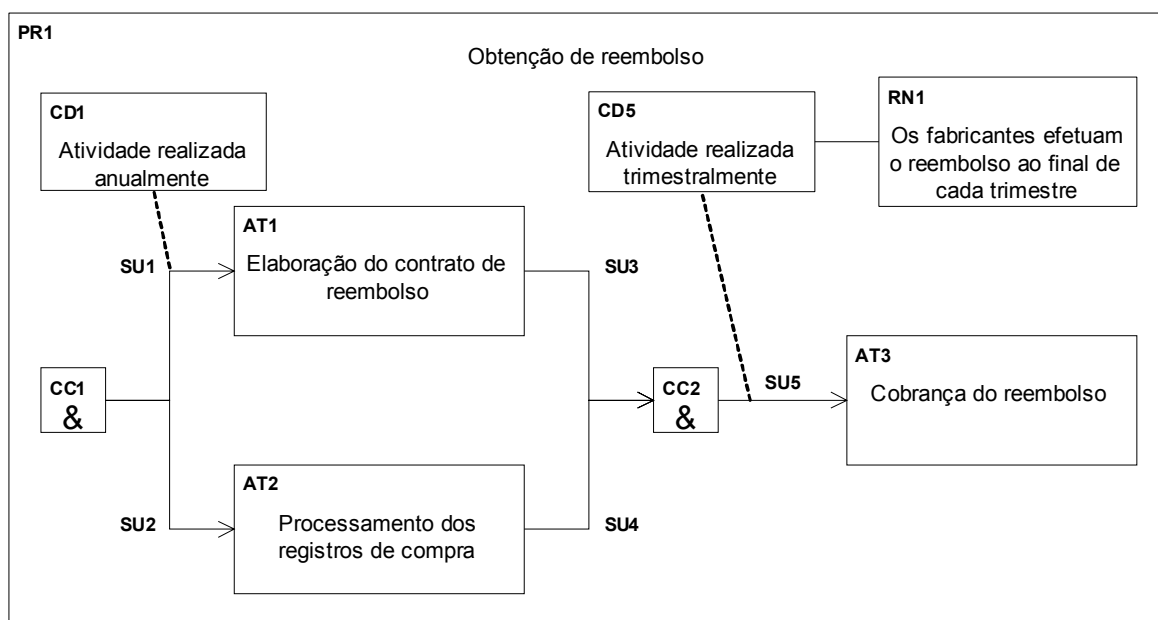 PR1
Obtenção de reembolso
CD1
Atividade realizada
anualmente
CD5
Atividade realizada
trimestralmente
RN1
Os fabricantes efetuam
o reembolso ao final de
cada trimestre
SU1
AT1
Elaboração do contrato de
reembolso
SU3
CC1
&
CC2
&
SU5
AT3
Cobrança do reembolso
SU2
AT2
Processamento dos
registros de compra
SU4